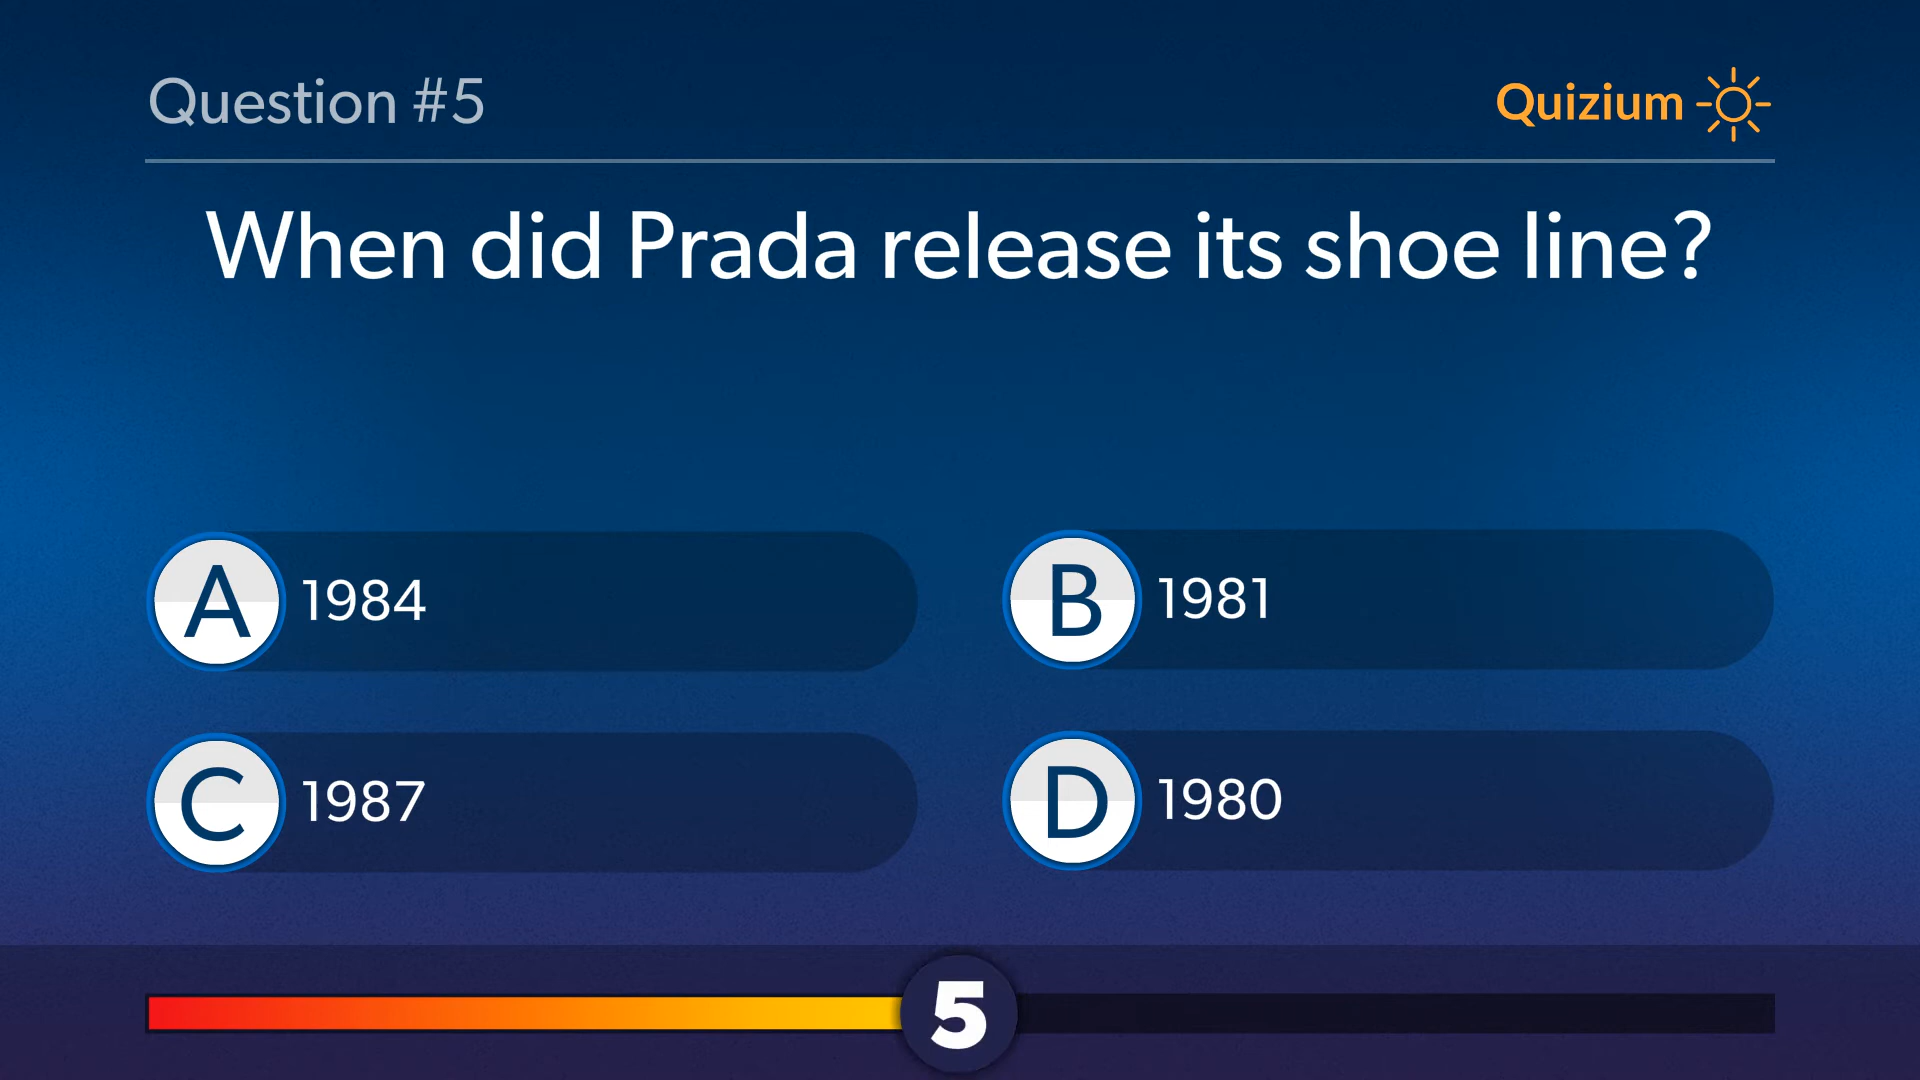 Question #5
Quizium
When did Prada release its shoe line?
A 1984
B 1981
C 1987
D 1980
5